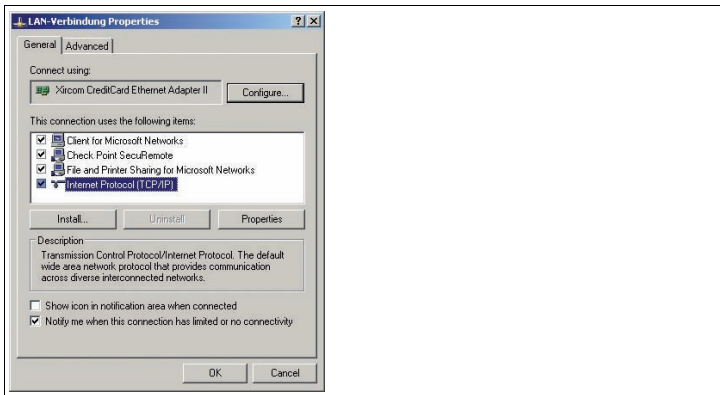 LAN-Verbindung Properties
General
Advanced
Connect using:
Xircom CreditCard Ethernet Adapter II
Configure...
This connection uses the following items:
Client for Microsoft Networks
Check Point SecuRemote
File and Printer Sharing for Microsoft Networks
Internet Protocol (TCP/IP)
Install...
Uninstall
Properties
Description
Transmission Control Protocol/Internet Protocol. The default
wide area network protocol that provides communication
across diverse interconnected networks.
Show icon in notification area when connected
Notify me when this connection has limited or no connectivity
OK
Cancel